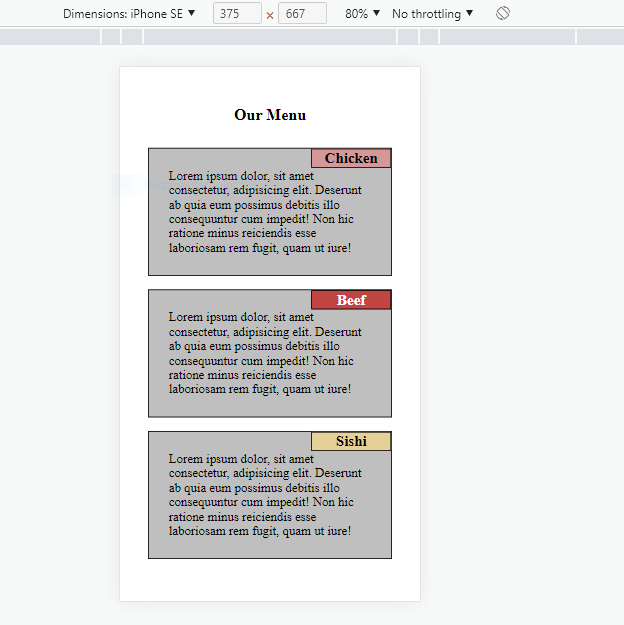 Dimensions: iPhone SE ▼ 375 × 667 80% ▼ No throttling ▼
Our Menu
Chicken
Lorem ipsum dolor, sit amet
consectetur, adipisicing elit. Deserunt
ab quia eum possimus debitis illo
consequuntur cum impedit! Non hic
ratione minus reiciendis esse
laboriosam rem fugit, quam ut iure!
Beef
Lorem ipsum dolor, sit amet
consectetur, adipisicing elit. Deserunt
ab quia eum possimus debitis illo
consequuntur cum impedit! Non hic
ratione minus reiciendis esse
laboriosam rem fugit, quam ut iure!
Sishi
Lorem ipsum dolor, sit amet
consectetur, adipisicing elit. Deserunt
ab quia eum possimus debitis illo
consequuntur cum impedit! Non hic
ratione minus reiciendis esse
laboriosam rem fugit, quam ut iure!